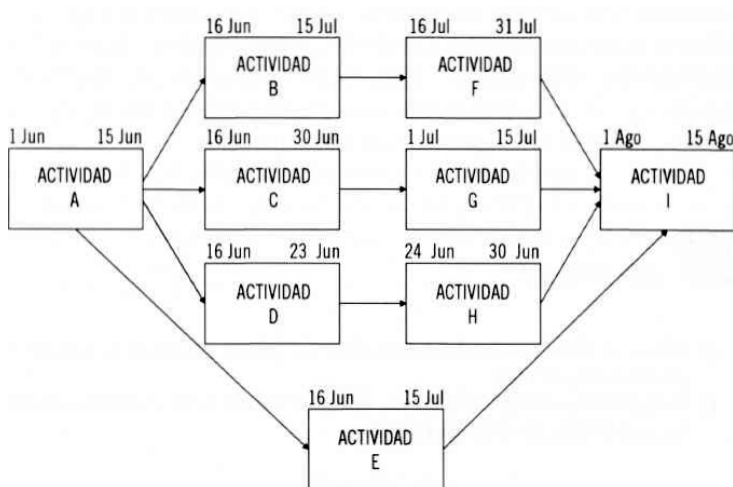 16 Jun 15 Jul
ACTIVIDAD
B
16 Jul 31 Jul
ACTIVIDAD
F
1 Jun 15 Jun
ACTIVIDAD
A
16 Jun 30 Jun
ACTIVIDAD
C
1 Jul 15 Jul
ACTIVIDAD
G
1 Ago 15 Ago
ACTIVIDAD
I
16 Jun 23 Jun
ACTIVIDAD
D
24 Jun 30 Jun
ACTIVIDAD
H
16 Jun 15 Jul
ACTIVIDAD
E